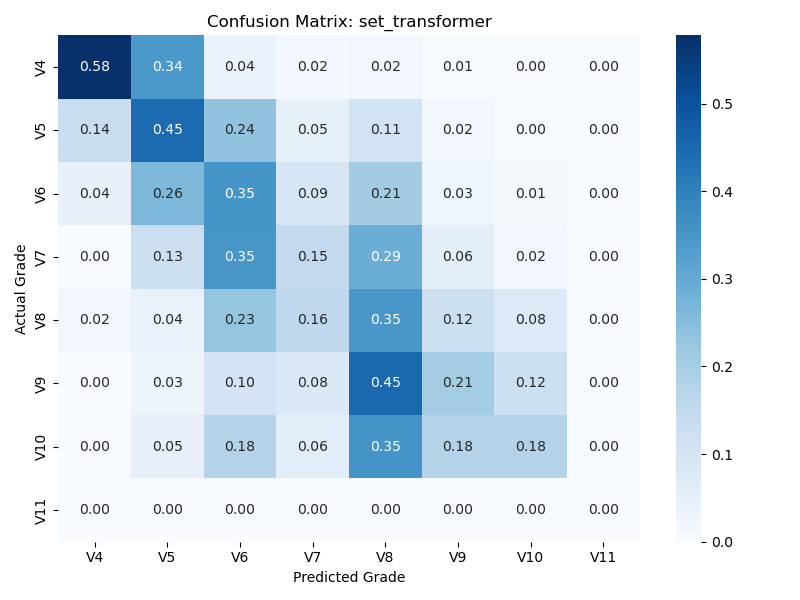 Confusion Matrix: set_transformer
V4 0.58 0.34 0.04 0.02 0.02 0.01 0.00 0.00
V5 0.14 0.45 0.24 0.05 0.11 0.02 0.00 0.00
V6 0.04 0.26 0.35 0.09 0.21 0.03 0.01 0.00
V7 0.00 0.13 0.35 0.15 0.29 0.06 0.02 0.00
V8 0.02 0.04 0.23 0.16 0.35 0.12 0.08 0.00
V9 0.00 0.03 0.10 0.08 0.45 0.21 0.12 0.00
V10 0.00 0.05 0.18 0.06 0.35 0.18 0.18 0.00
V11 0.00 0.00 0.00 0.00 0.00 0.00 0.00 0.00
V4 V5 V6 V7 V8 V9 V10 V11
Predicted Grade
Actual Grade
0.5
0.4
0.3
0.2
0.1
0.0